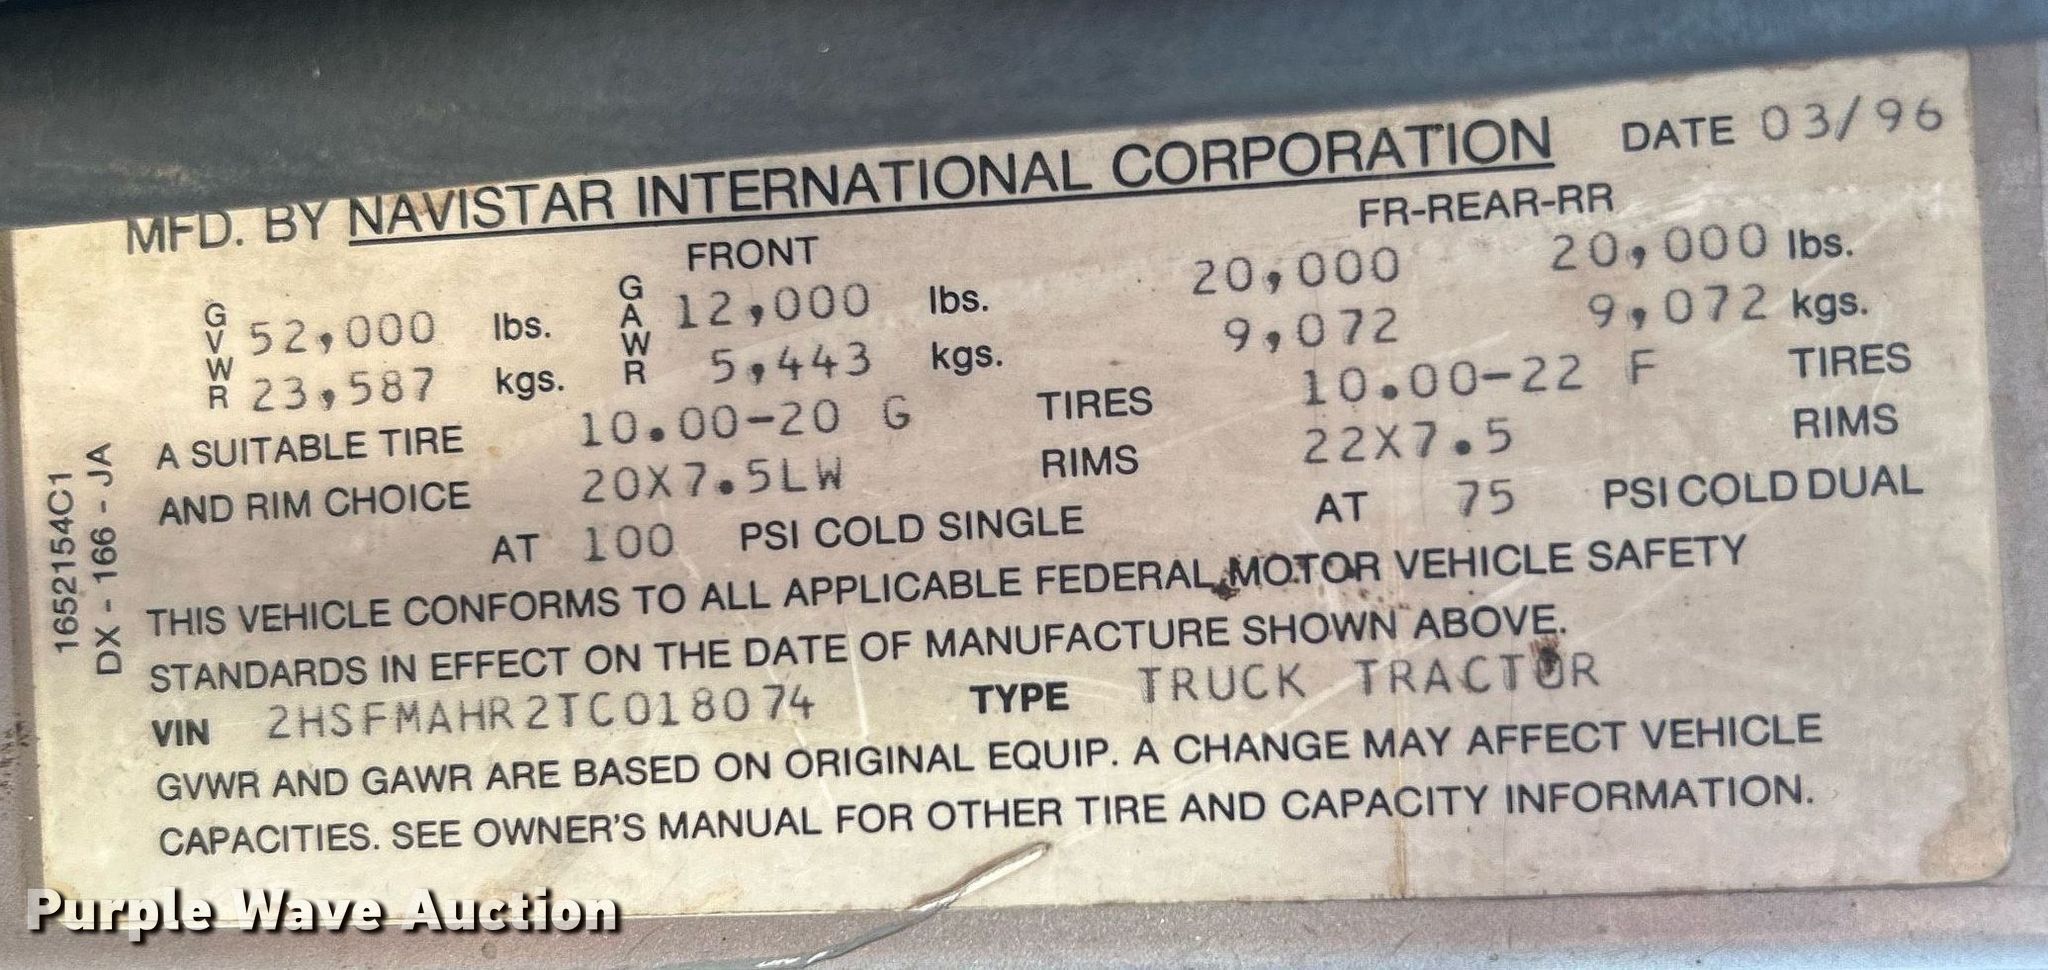 MFD. BY NAVISTAR INTERNATIONAL CORPORATION DATE 03/96
FRONT FR-REAR-RR
GVWR 52,000 lbs. GAWR 12,000 lbs. 20,000 20,000 lbs.
23,587 kgs. 5,443 kgs. 9,072 9,072 kgs.
A SUITABLE TIRE 10.00-20 G TIRES 10.00-22 F TIRES
AND RIM CHOICE 20X7.5LW RIMS 22X7.5 RIMS
AT 100 PSI COLD SINGLE AT 75 PSI COLD DUAL
THIS VEHICLE CONFORMS TO ALL APPLICABLE FEDERAL MOTOR VEHICLE SAFETY
STANDARDS IN EFFECT ON THE DATE OF MANUFACTURE SHOWN ABOVE.
VIN 2HSFMAHR2TC018074 TYPE TRUCK TRACTOR
GVWR AND GAWR ARE BASED ON ORIGINAL EQUIP. A CHANGE MAY AFFECT VEHICLE
CAPACITIES. SEE OWNER'S MANUAL FOR OTHER TIRE AND CAPACITY INFORMATION.
1652154C1
DX - 166 - JA
Purple Wave Auction